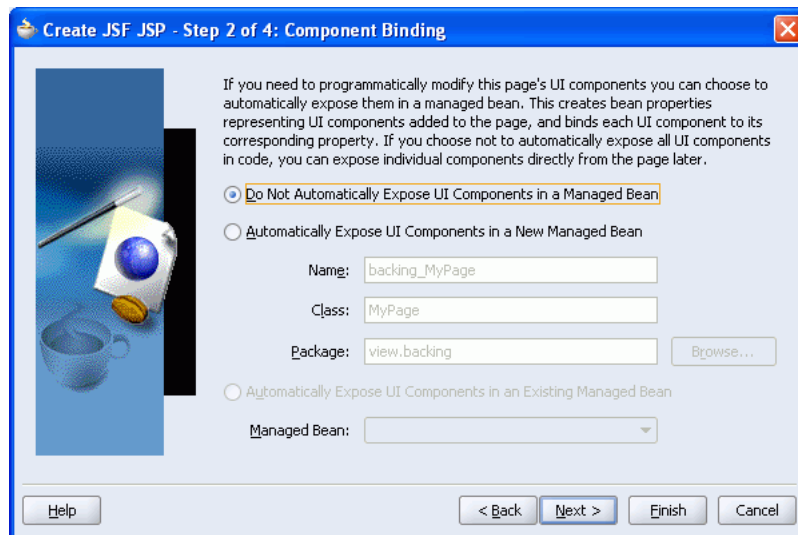 Create JSF JSP - Step 2 of 4: Component Binding
If you need to programmatically modify this page's UI components you can choose to
automatically expose them in a managed bean. This creates bean properties
representing UI components added to the page, and binds each UI component to its
corresponding property. If you choose not to automatically expose all UI components
in code, you can expose individual components directly from the page later.
Do Not Automatically Expose UI Components in a Managed Bean
Automatically Expose UI Components in a New Managed Bean
Name: backing_MyPage
Class: MyPage
Package: view.backing Browse...
Automatically Expose UI Components in an Existing Managed Bean
Managed Bean:
Help < Back Next > Finish Cancel